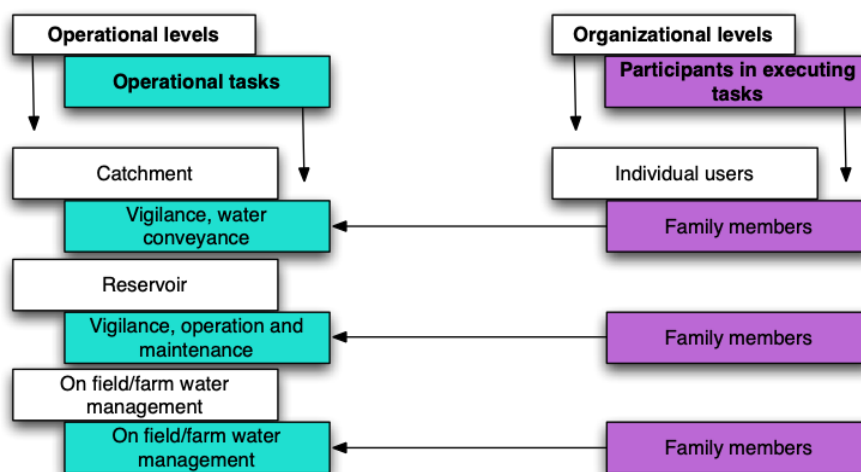 Operational levels
Organizational levels
Operational tasks
Participants in executing
tasks
Catchment
Individual users
Vigilance, water
conveyance
Family members
Reservoir
Vigilance, operation and
maintenance
Family members
On field/farm water
management
On field/farm water
management
Family members